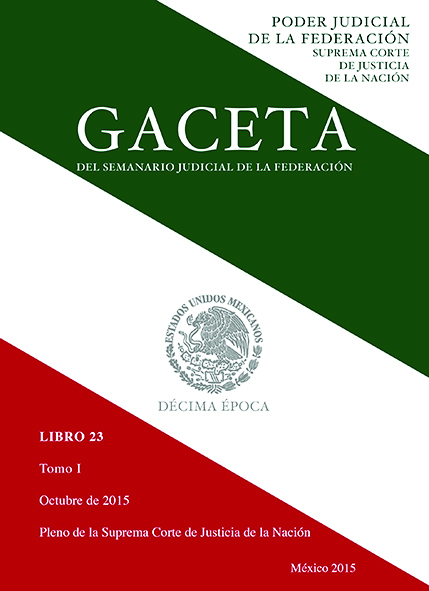 PODER JUDICIAL
DE LA FEDERACIÓN
SUPREMA CORTE
DE JUSTICIA
DE LA NACIÓN
GACETA
DEL SEMANARIO JUDICIAL DE LA FEDERACIÓN
ESTADOS UNIDOS MEXICANOS
DÉCIMA ÉPOCA
LIBRO 23
Tomo I
Octubre de 2015
Pleno de la Suprema Corte de Justicia de la Nación
México 2015